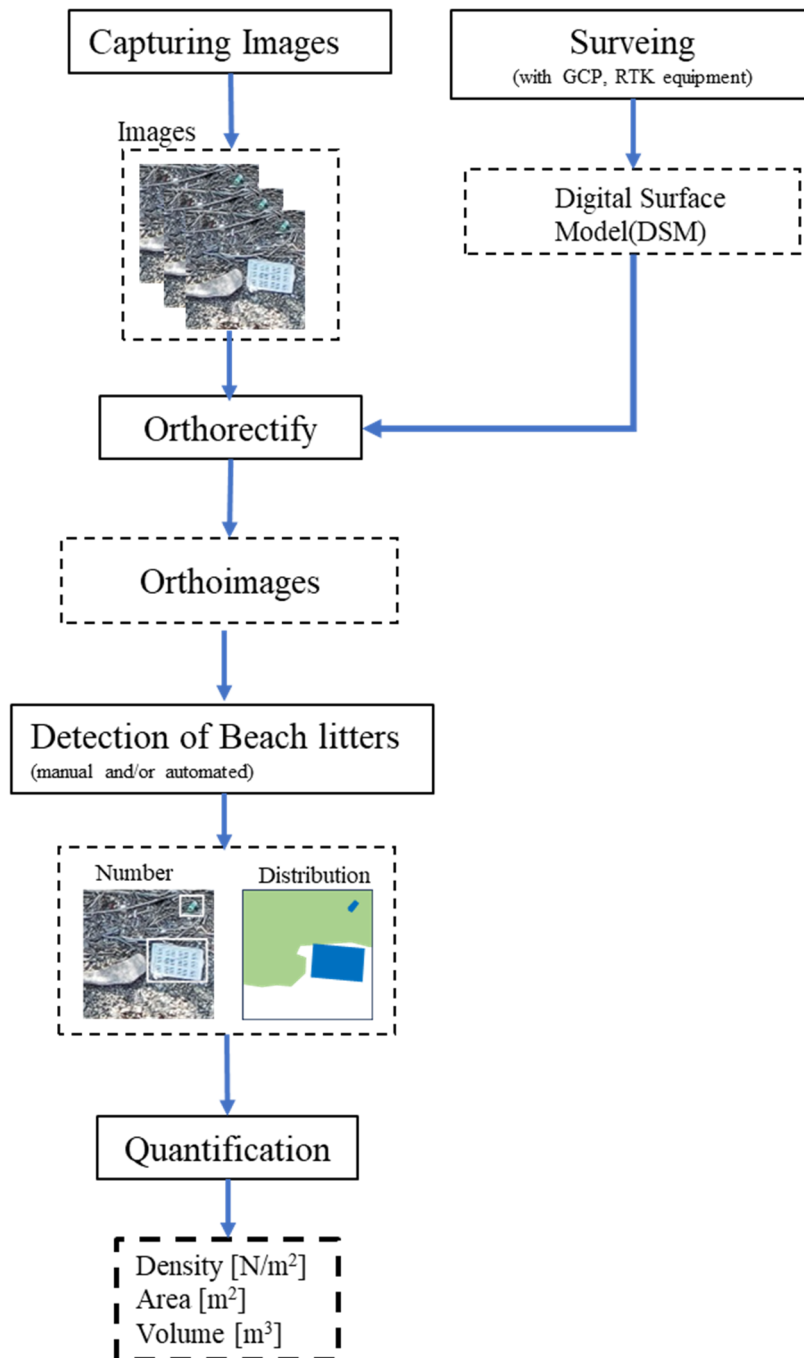 Capturing Images
Surveing
(with GCP, RTK equipment)
Images
Digital Surface
Model(DSM)
Orthorectify
Orthoimages
Detection of Beach litters
(manual and/or automated)
Number
Distribution
Quantification
Density [N/m²]
Area [m²]
Volume [m³]